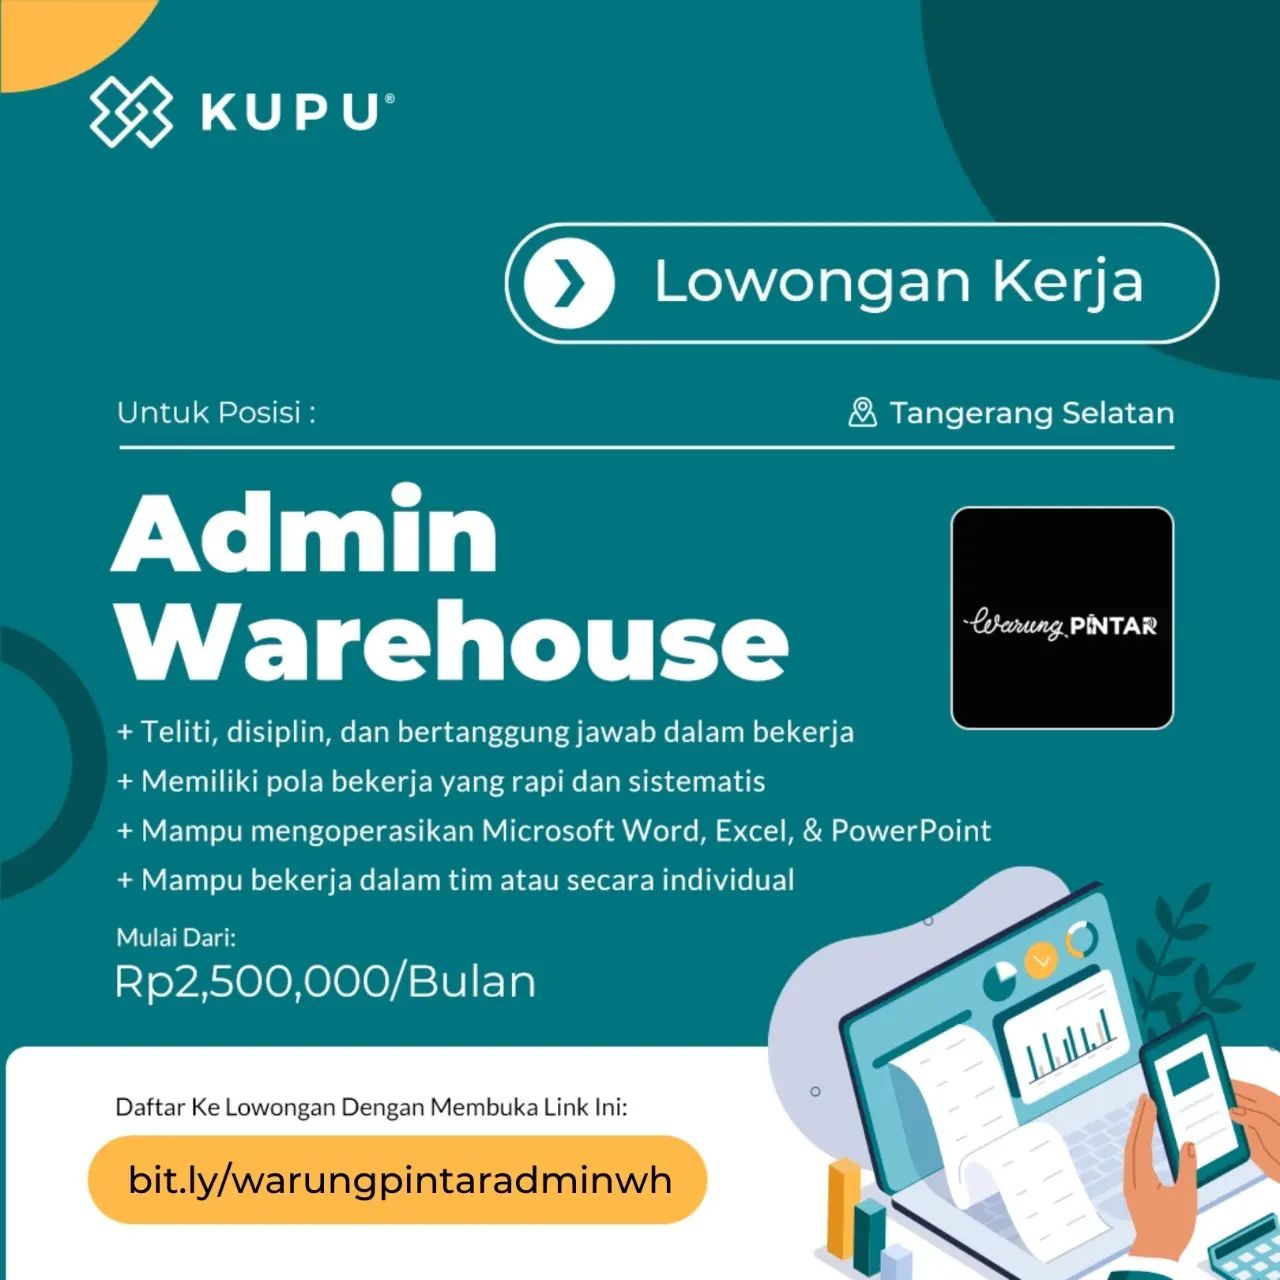 KUPU®
Lowongan Kerja
Untuk Posisi :
Tangerang Selatan
Admin
Warehouse
Warung PINTAR
+ Teliti, disiplin, dan bertanggung jawab dalam bekerja
+ Memiliki pola bekerja yang rapi dan sistematis
+ Mampu mengoperasikan Microsoft Word, Excel, & PowerPoint
+ Mampu bekerja dalam tim atau secara individual
Mulai Dari:
Rp2,500,000/Bulan
Daftar Ke Lowongan Dengan Membuka Link Ini:
bit.ly/warungpintaradminwh